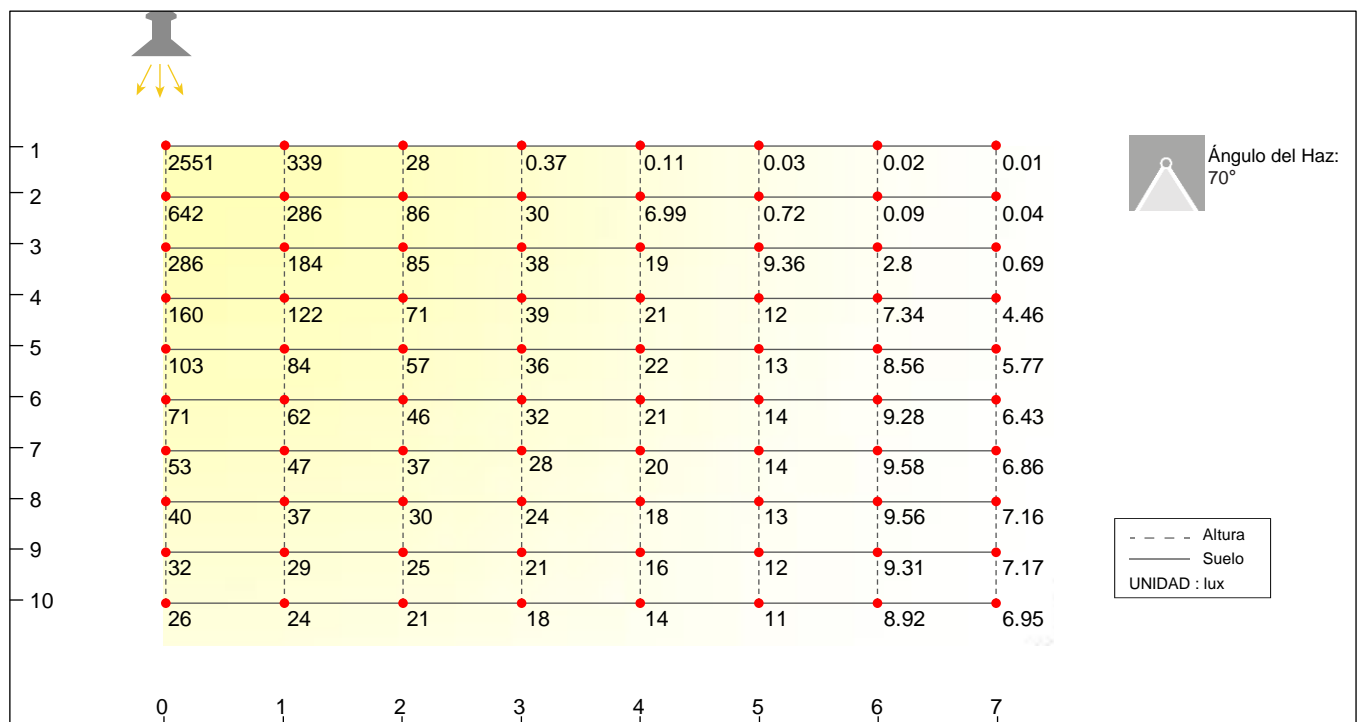 1 2551 339 28 0.37 0.11 0.03 0.02 0.01
Ángulo del Haz:
70°
2 642 286 86 30 6.99 0.72 0.09 0.04
3 286 184 85 38 19 9.36 2.8 0.69
4 160 122 71 39 21 12 7.34 4.46
5 103 84 57 36 22 13 8.56 5.77
6 71 62 46 32 21 14 9.28 6.43
7 53 47 37 28 20 14 9.58 6.86
8 40 37 30 24 18 13 9.56 7.16
9 32 29 25 21 16 12 9.31 7.17
10 26 24 21 18 14 11 8.92 6.95
Altura
Suelo
UNIDAD : lux
0 1 2 3 4 5 6 7